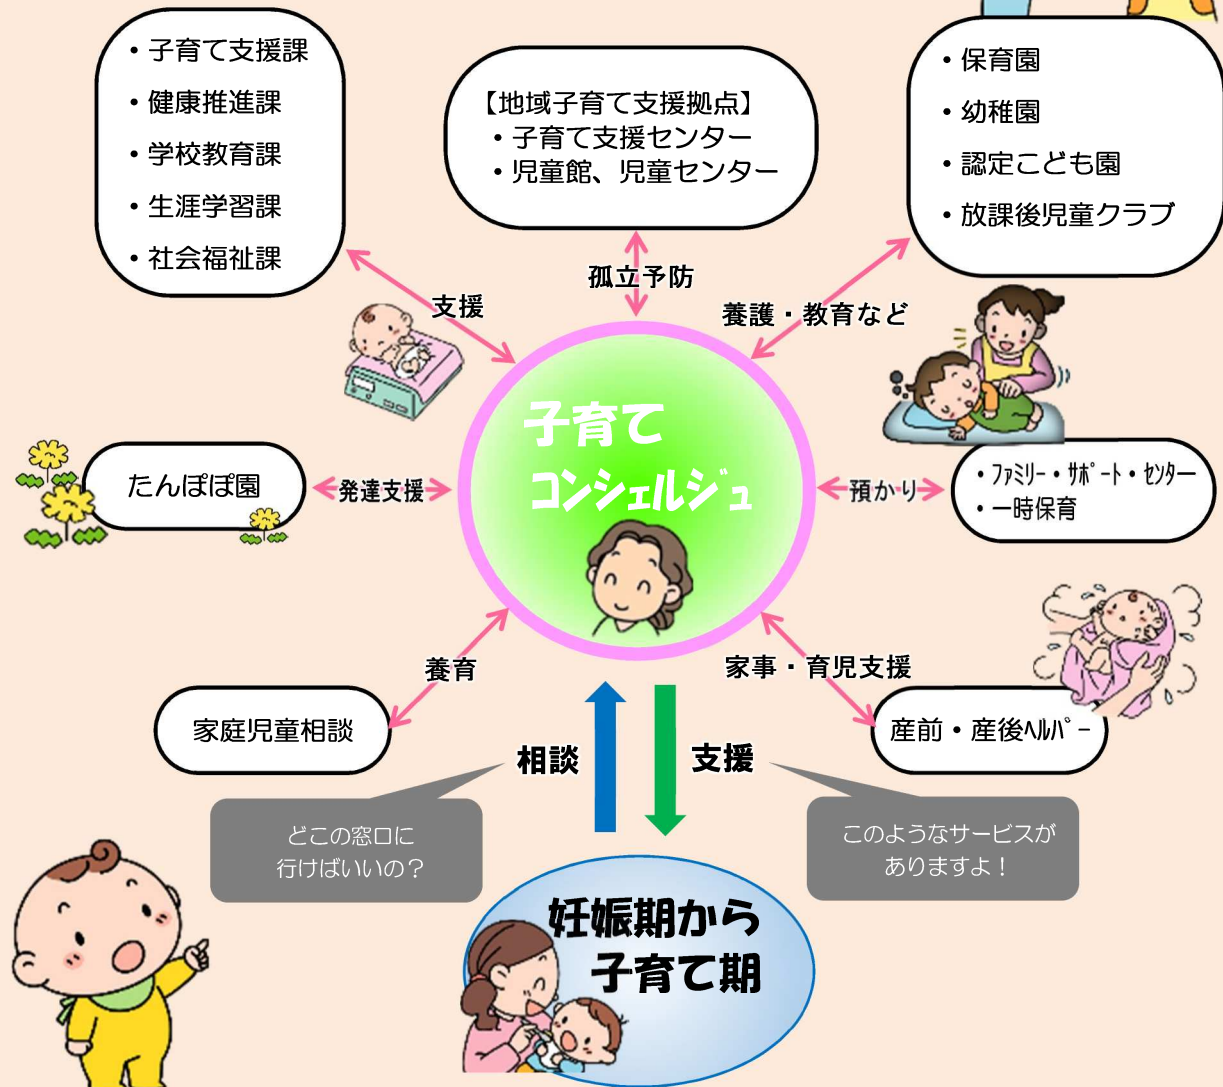 ・子育て支援課
・健康推進課
・学校教育課
・生涯学習課
・社会福祉課
【地域子育て支援拠点】
・子育て支援センター
・児童館、児童センター
・保育園
・幼稚園
・認定こども園
・放課後児童クラブ
支援
孤立予防
養護・教育など
子育て
コンシェルジュ
たんぽぽ園
発達支援
預かり
・ﾌｧﾐﾘｰ・ｻﾎﾟｰﾄ・ｾﾝﾀｰ
・一時保育
養育
家事・育児支援
家庭児童相談
産前・産後ﾍﾙﾊﾟｰ
相談
支援
どこの窓口に
行けばいいの？
このようなサービスが
ありますよ！
妊娠期から
子育て期